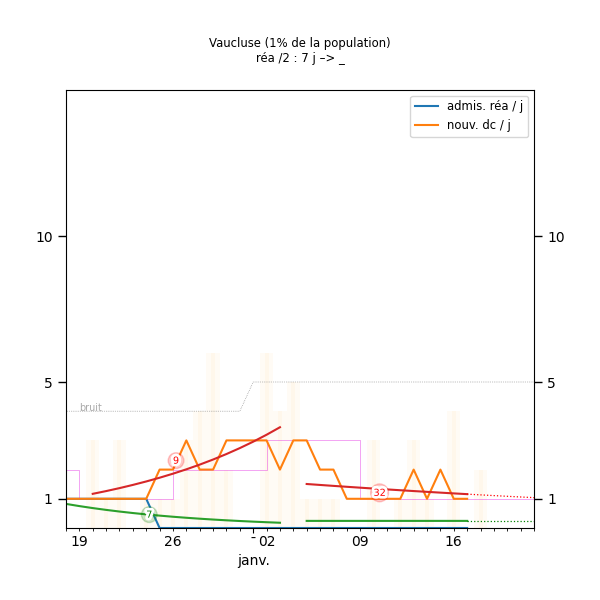 Vaucluse (1% de la population)
réa /2 : 7 j –> _
admis. réa / j
nouv. dc / j
10
10
5
5
bruit
9
32
7
1
1
19
26
- 02
09
16
janv.